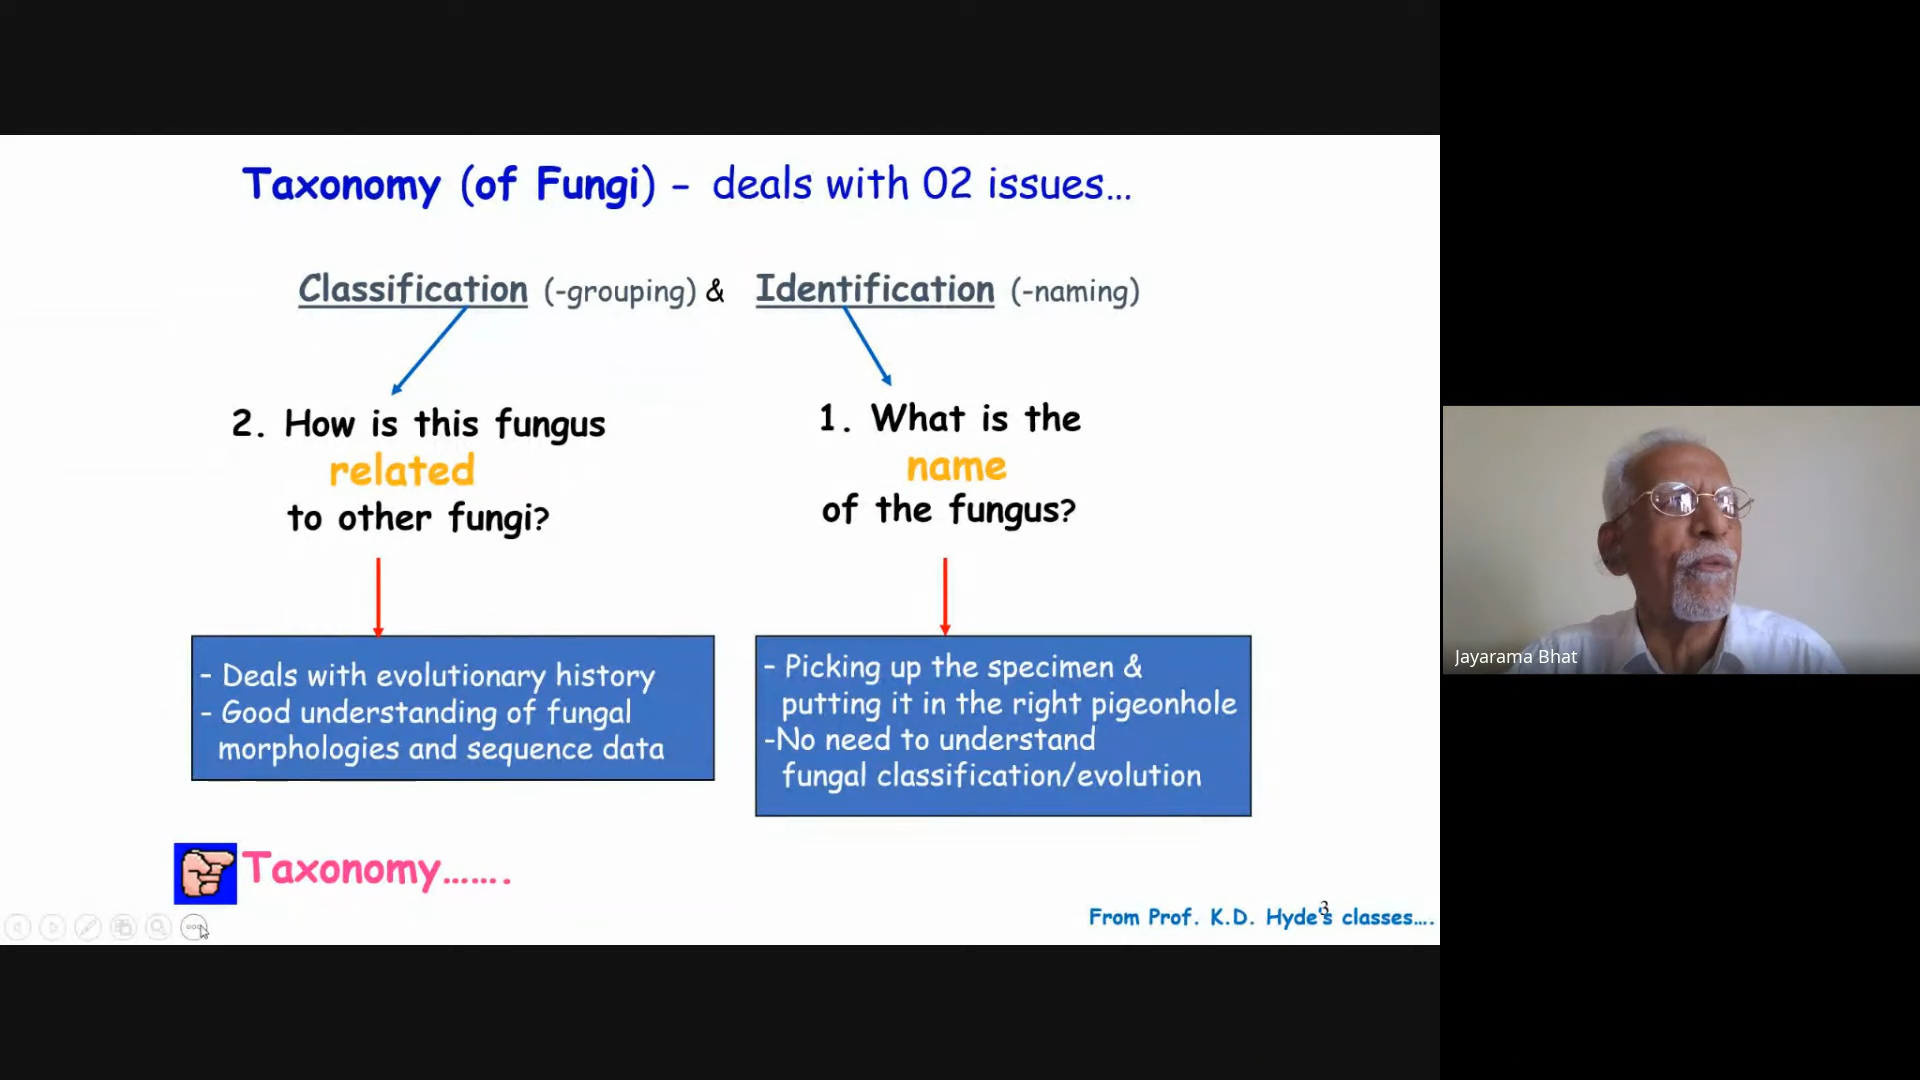 Taxonomy (of Fungi) - deals with 02 issues...
Classification (-grouping) & Identification (-naming)
2. How is this fungus
related
to other fungi?
1. What is the
name
of the fungus?
- Deals with evolutionary history
- Good understanding of fungal
morphologies and sequence data
- Picking up the specimen &
putting it in the right pigeonhole
-No need to understand
fungal classification/evolution
Taxonomy.......
From Prof. K.D. Hyde's classes....
3
Jayarama Bhat